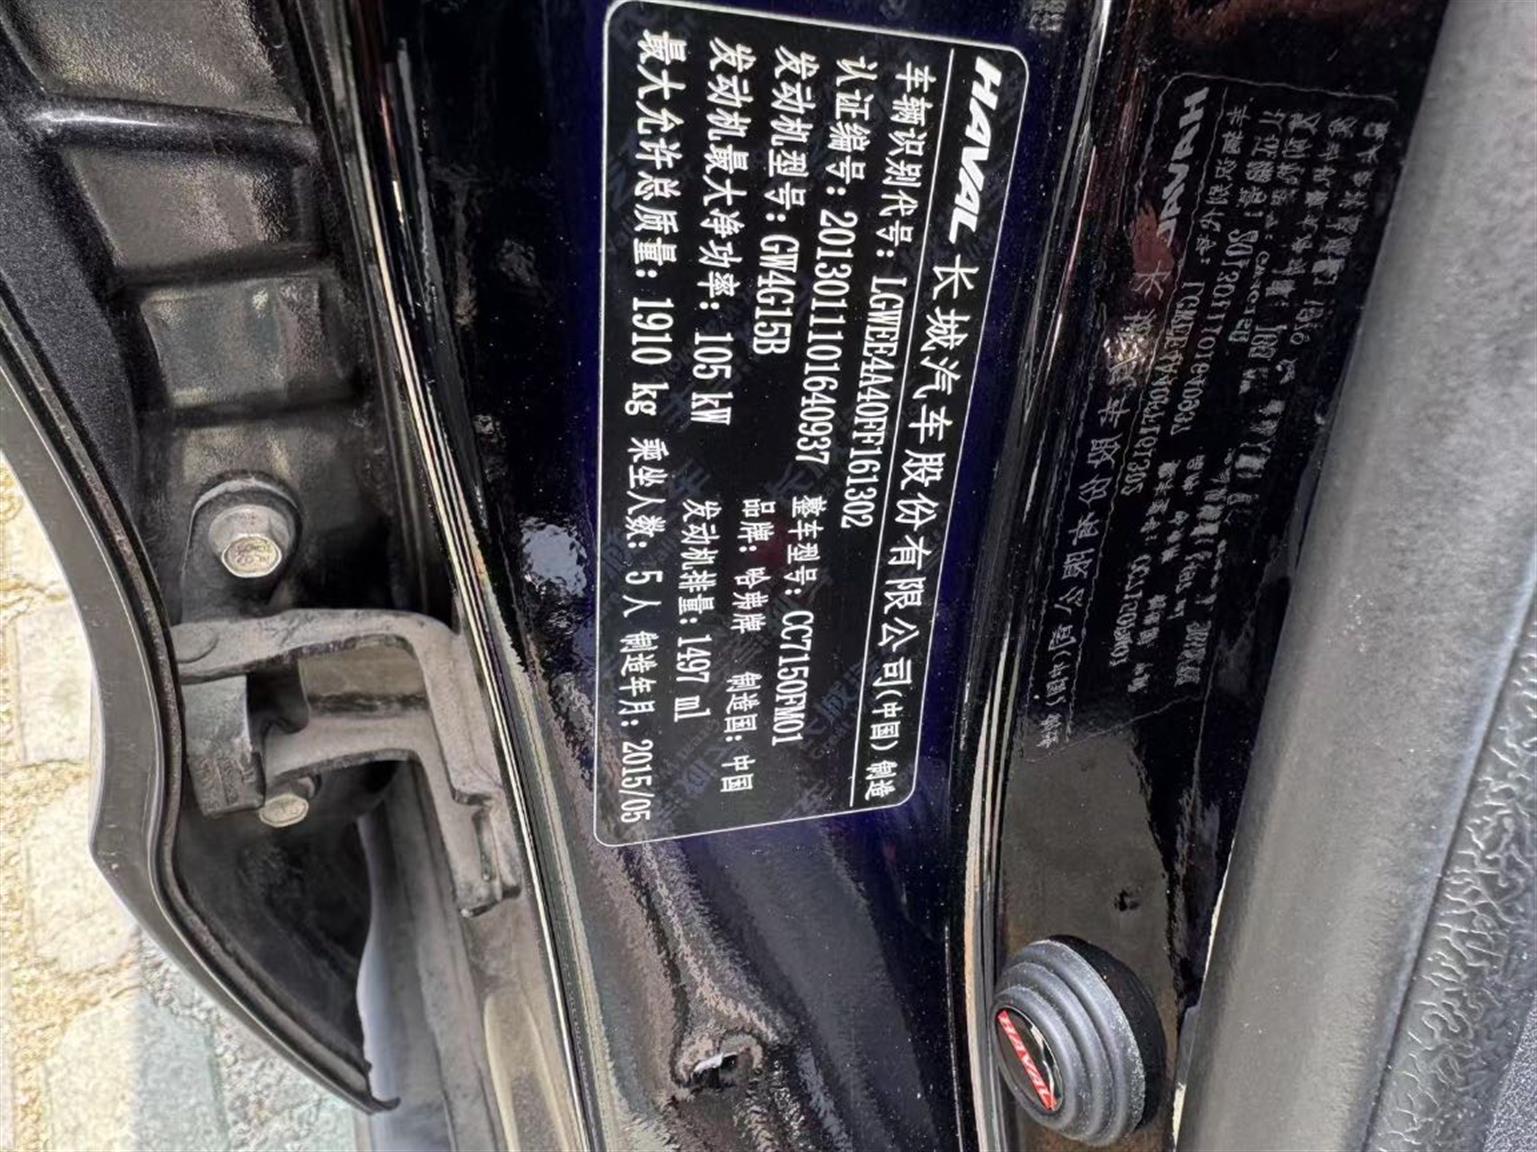 HAVAL 长城汽车股份有限公司(中国) 制造
车辆识别代号: LGWEE4A40FF161302
认证编号: 2013011101640937 整车型号: CC7150FM01
发动机型号: GW4G15B 品牌: 哈弗牌 制造国: 中国
发动机最大净功率: 105 kW 发动机排量: 1497 ml
最大允许总质量: 1910 kg 乘坐人数: 5 人 制造年月: 2015/05
HAVAL